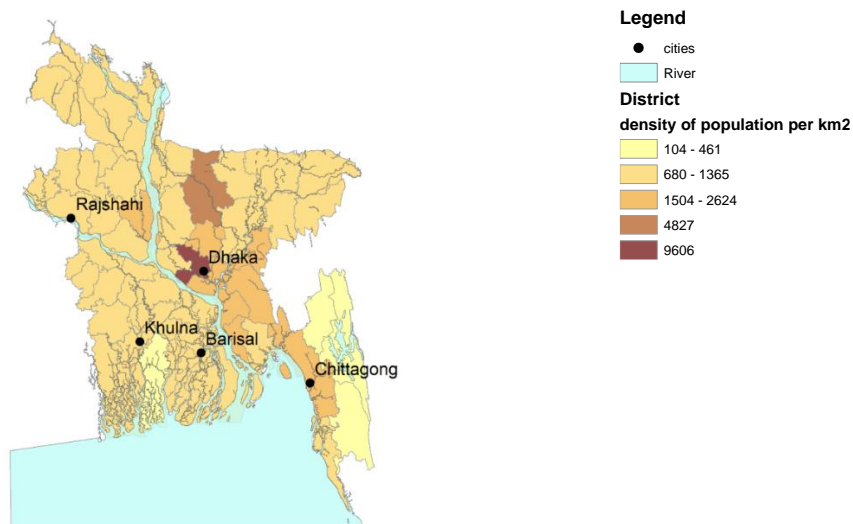 Legend
cities
River
District
density of population per km2
104 - 461
680 - 1365
1504 - 2624
4827
9606
Rajshahi
Dhaka
Khulna
Barisal
Chittagong